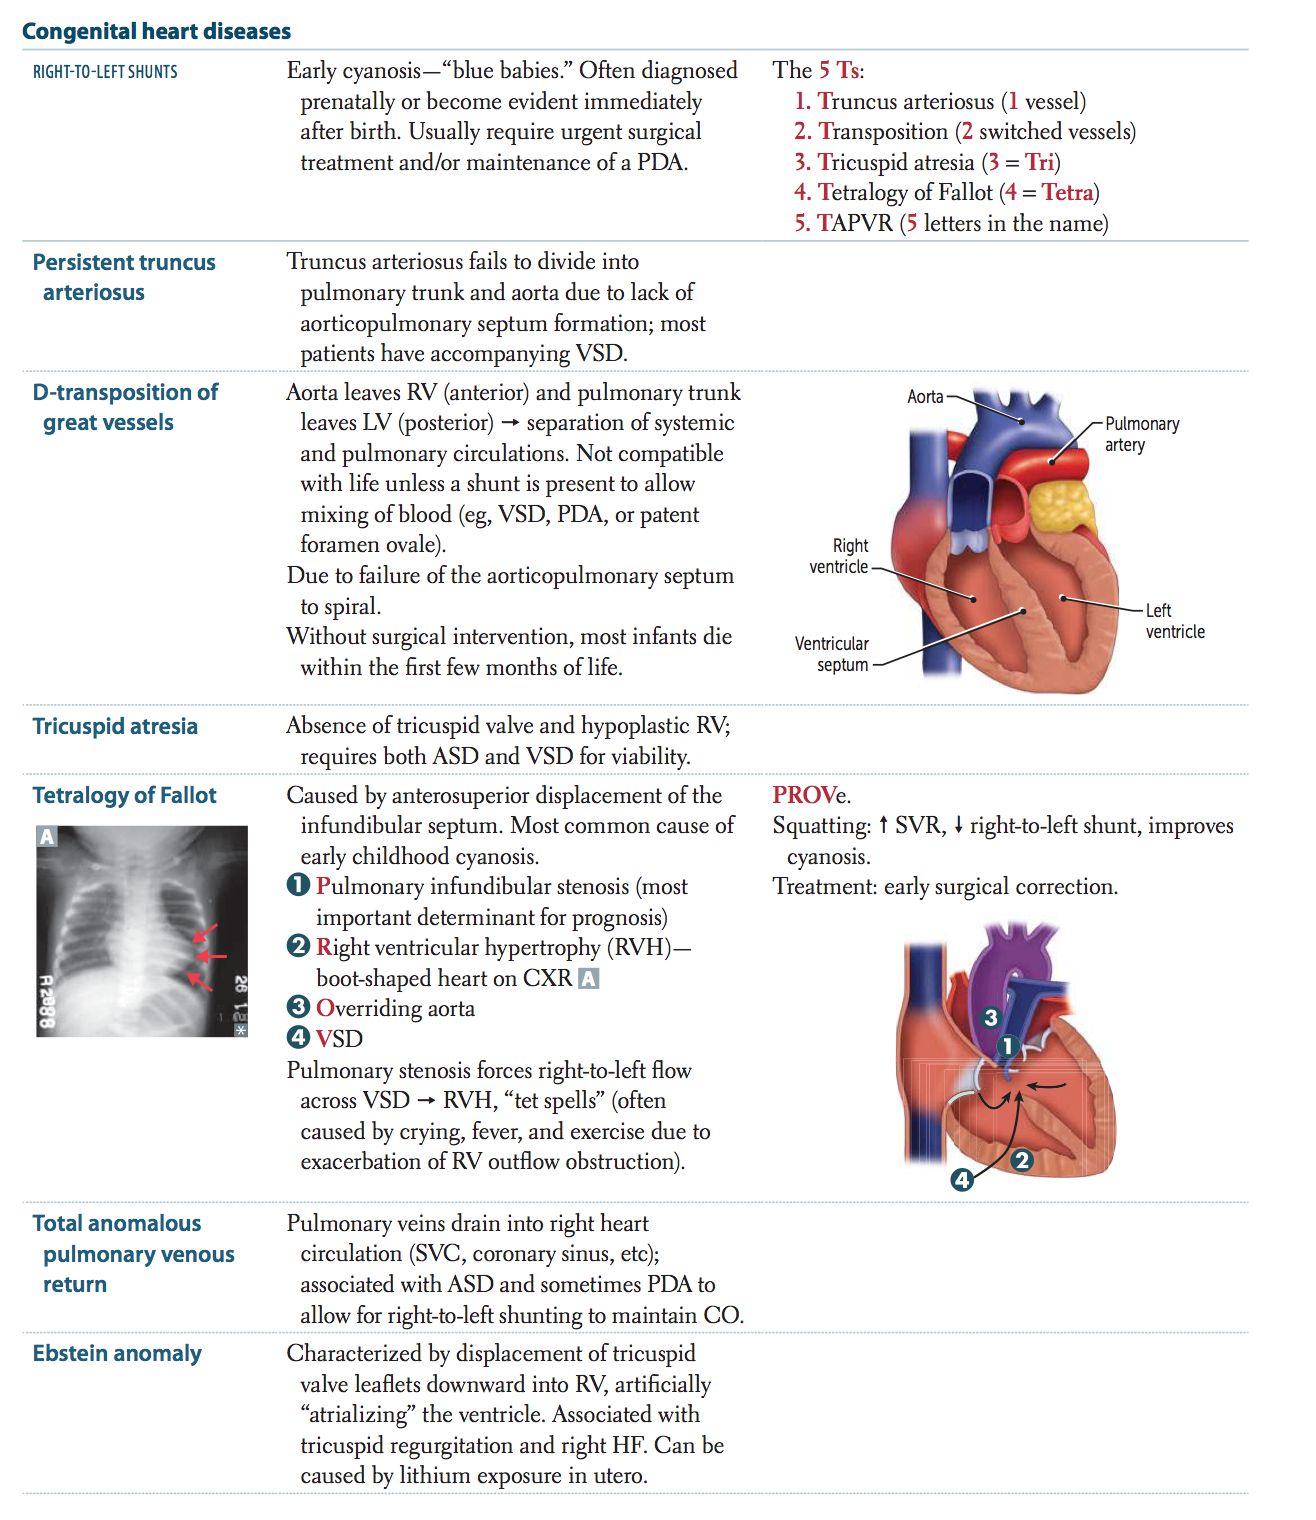 Congenital heart diseases
RIGHT-TO-LEFT SHUNTS
Early cyanosis—“blue babies.” Often diagnosed
prenatally or become evident immediately
after birth. Usually require urgent surgical
treatment and/or maintenance of a PDA.
The 5 Ts:
1. Truncus arteriosus (1 vessel)
2. Transposition (2 switched vessels)
3. Tricuspid atresia (3 = Tri)
4. Tetralogy of Fallot (4 = Tetra)
5. TAPVR (5 letters in the name)
Persistent truncus
arteriosus
Truncus arteriosus fails to divide into
pulmonary trunk and aorta due to lack of
aorticopulmonary septum formation; most
patients have accompanying VSD.
D-transposition of
great vessels
Aorta leaves RV (anterior) and pulmonary trunk
leaves LV (posterior) → separation of systemic
and pulmonary circulations. Not compatible
with life unless a shunt is present to allow
mixing of blood (eg, VSD, PDA, or patent
foramen ovale).
Due to failure of the aorticopulmonary septum
to spiral.
Without surgical intervention, most infants die
within the first few months of life.
Aorta
Pulmonary
artery
Right
ventricle
Left
ventricle
Ventricular
septum
Tricuspid atresia
Absence of tricuspid valve and hypoplastic RV;
requires both ASD and VSD for viability.
Tetralogy of Fallot
A
A2088
26 12
*
Caused by anterosuperior displacement of the
infundibular septum. Most common cause of
early childhood cyanosis.
1 Pulmonary infundibular stenosis (most
important determinant for prognosis)
2 Right ventricular hypertrophy (RVH)—
boot-shaped heart on CXR A
3 Overriding aorta
4 VSD
Pulmonary stenosis forces right-to-left flow
across VSD → RVH, “tet spells” (often
caused by crying, fever, and exercise due to
exacerbation of RV outflow obstruction).
PROVe.
Squatting: ↑ SVR, ↓ right-to-left shunt, improves
cyanosis.
Treatment: early surgical correction.
3
1
2
4
Total anomalous
pulmonary venous
return
Pulmonary veins drain into right heart
circulation (SVC, coronary sinus, etc);
associated with ASD and sometimes PDA to
allow for right-to-left shunting to maintain CO.
Ebstein anomaly
Characterized by displacement of tricuspid
valve leaflets downward into RV, artificially
“atrializing” the ventricle. Associated with
tricuspid regurgitation and right HF. Can be
caused by lithium exposure in utero.